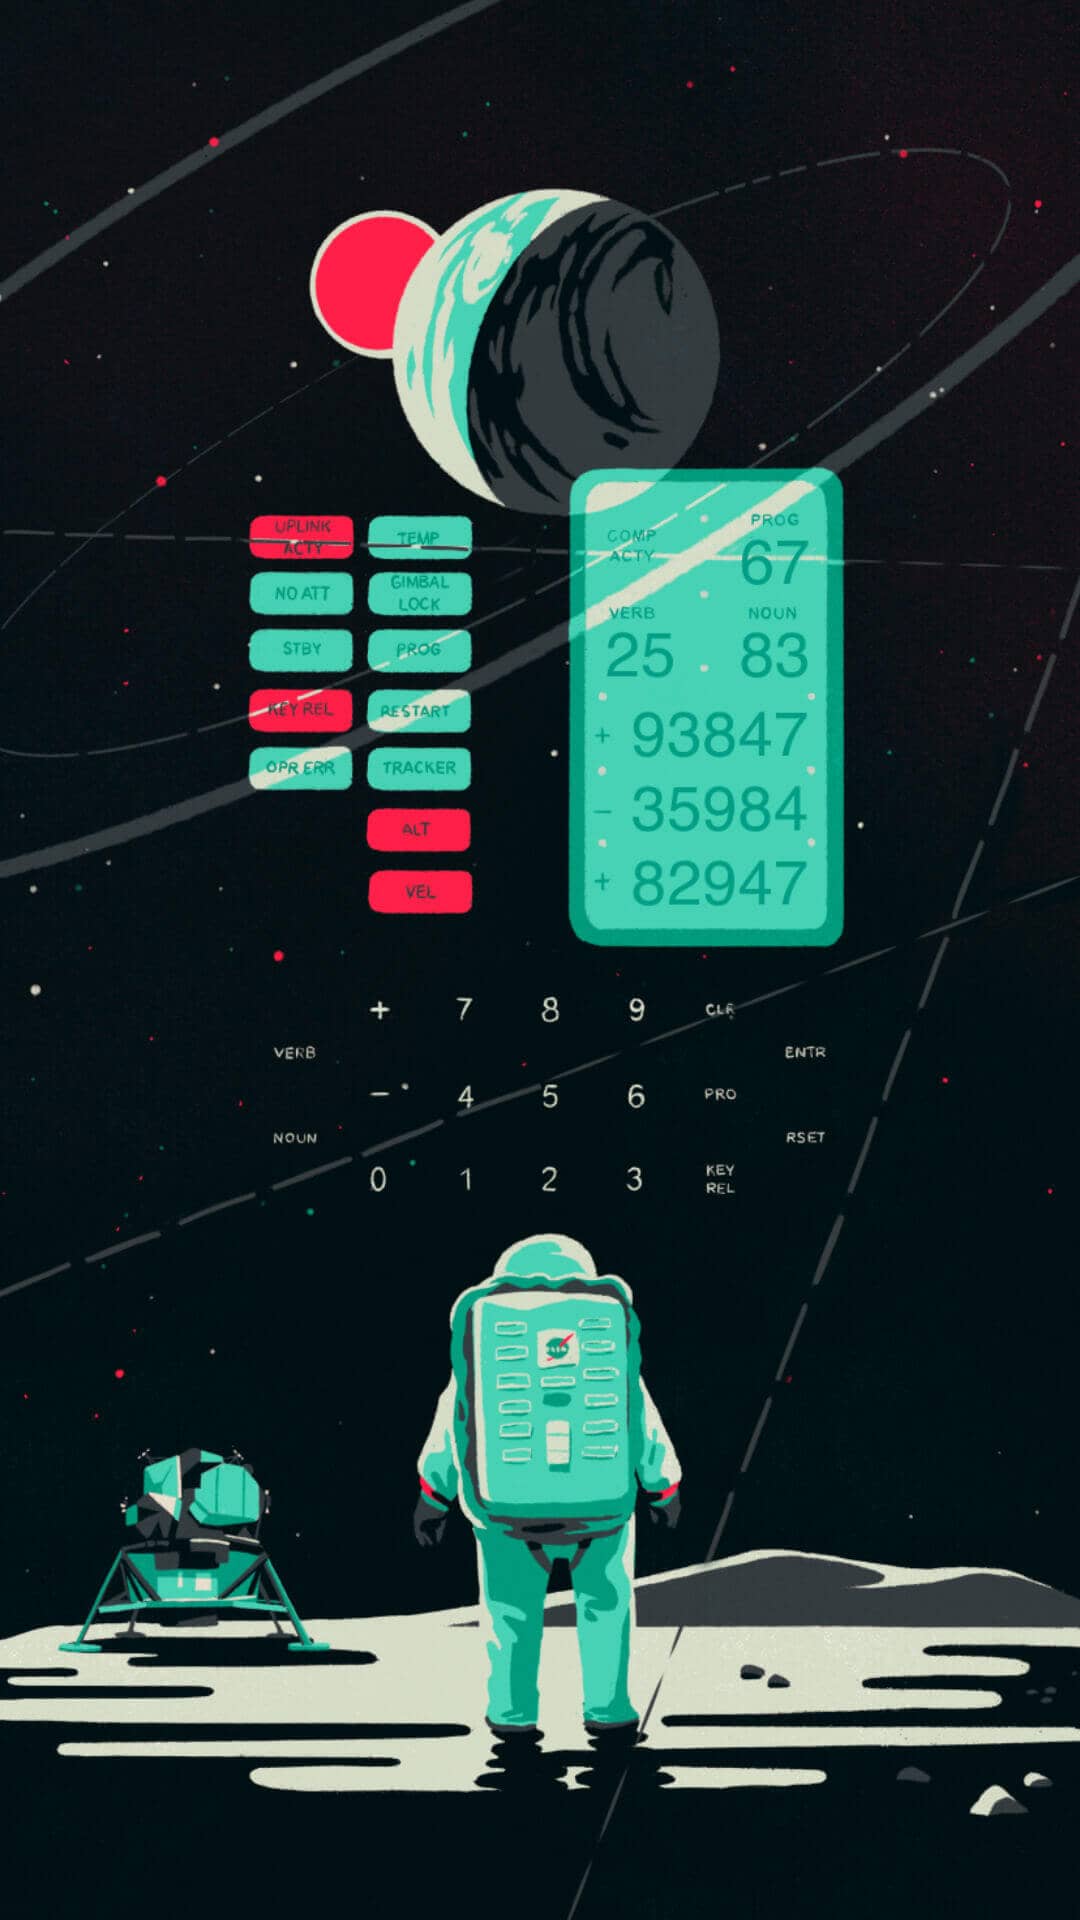 UPLINK
ACTY
TEMP
NO ATT
GIMBAL
LOCK
STBY
PROG
KEY REL
RESTART
OPR ERR
TRACKER
ALT
VEL
COMP
ACTY
PROG
67
VERB
NOUN
25
83
+ 93847
- 35984
+ 82947
+ 7 8 9 CLR
VERB
ENTR
- 4 5 6 PRO
NOUN
RSET
0 1 2 3 KEY
REL